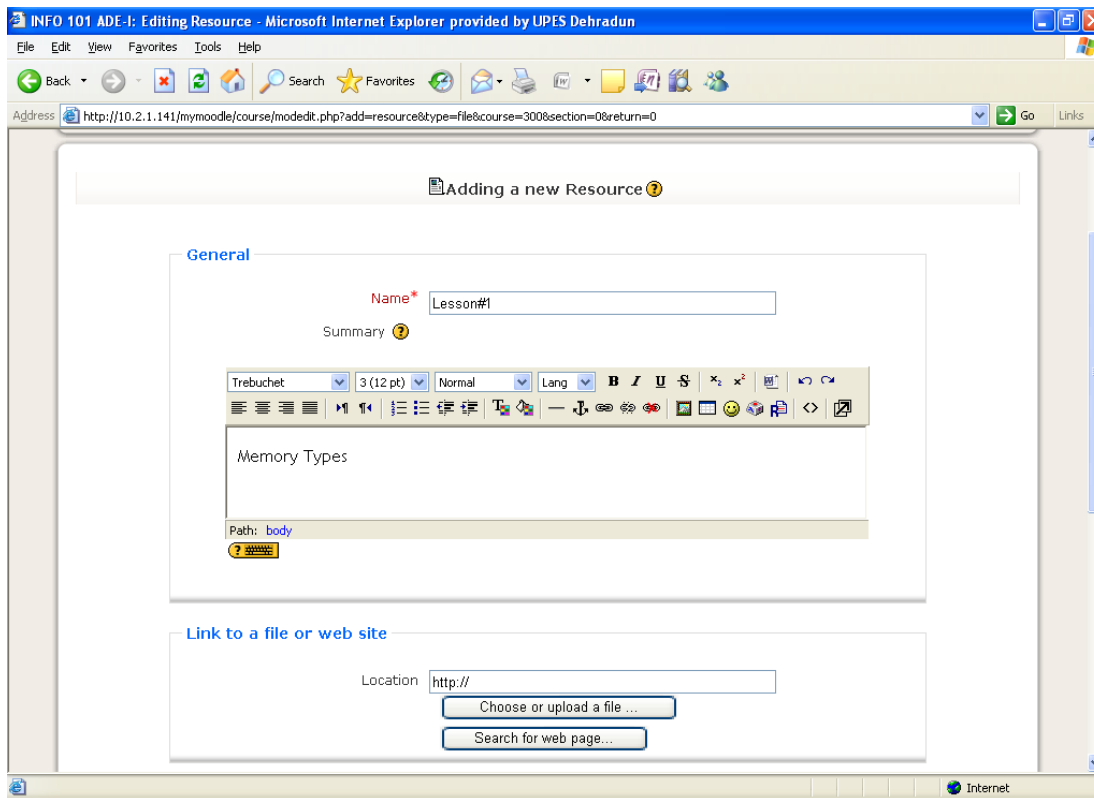 INFO 101 ADE-I: Editing Resource - Microsoft Internet Explorer provided by UPES Dehradun
File Edit View Favorites Tools Help
Back Search Favorites
Address http://10.2.1.141/mymoodle/course/modedit.php?add=resource&type=file&course=300&section=0&return=0 Go Links
Adding a new Resource ?
General
Name* Lesson#1
Summary ?
Trebuchet 3 (12 pt) Normal Lang B I U S x₂ x²
Memory Types
Path: body
?
Link to a file or web site
Location http://
Choose or upload a file ...
Search for web page...
Internet